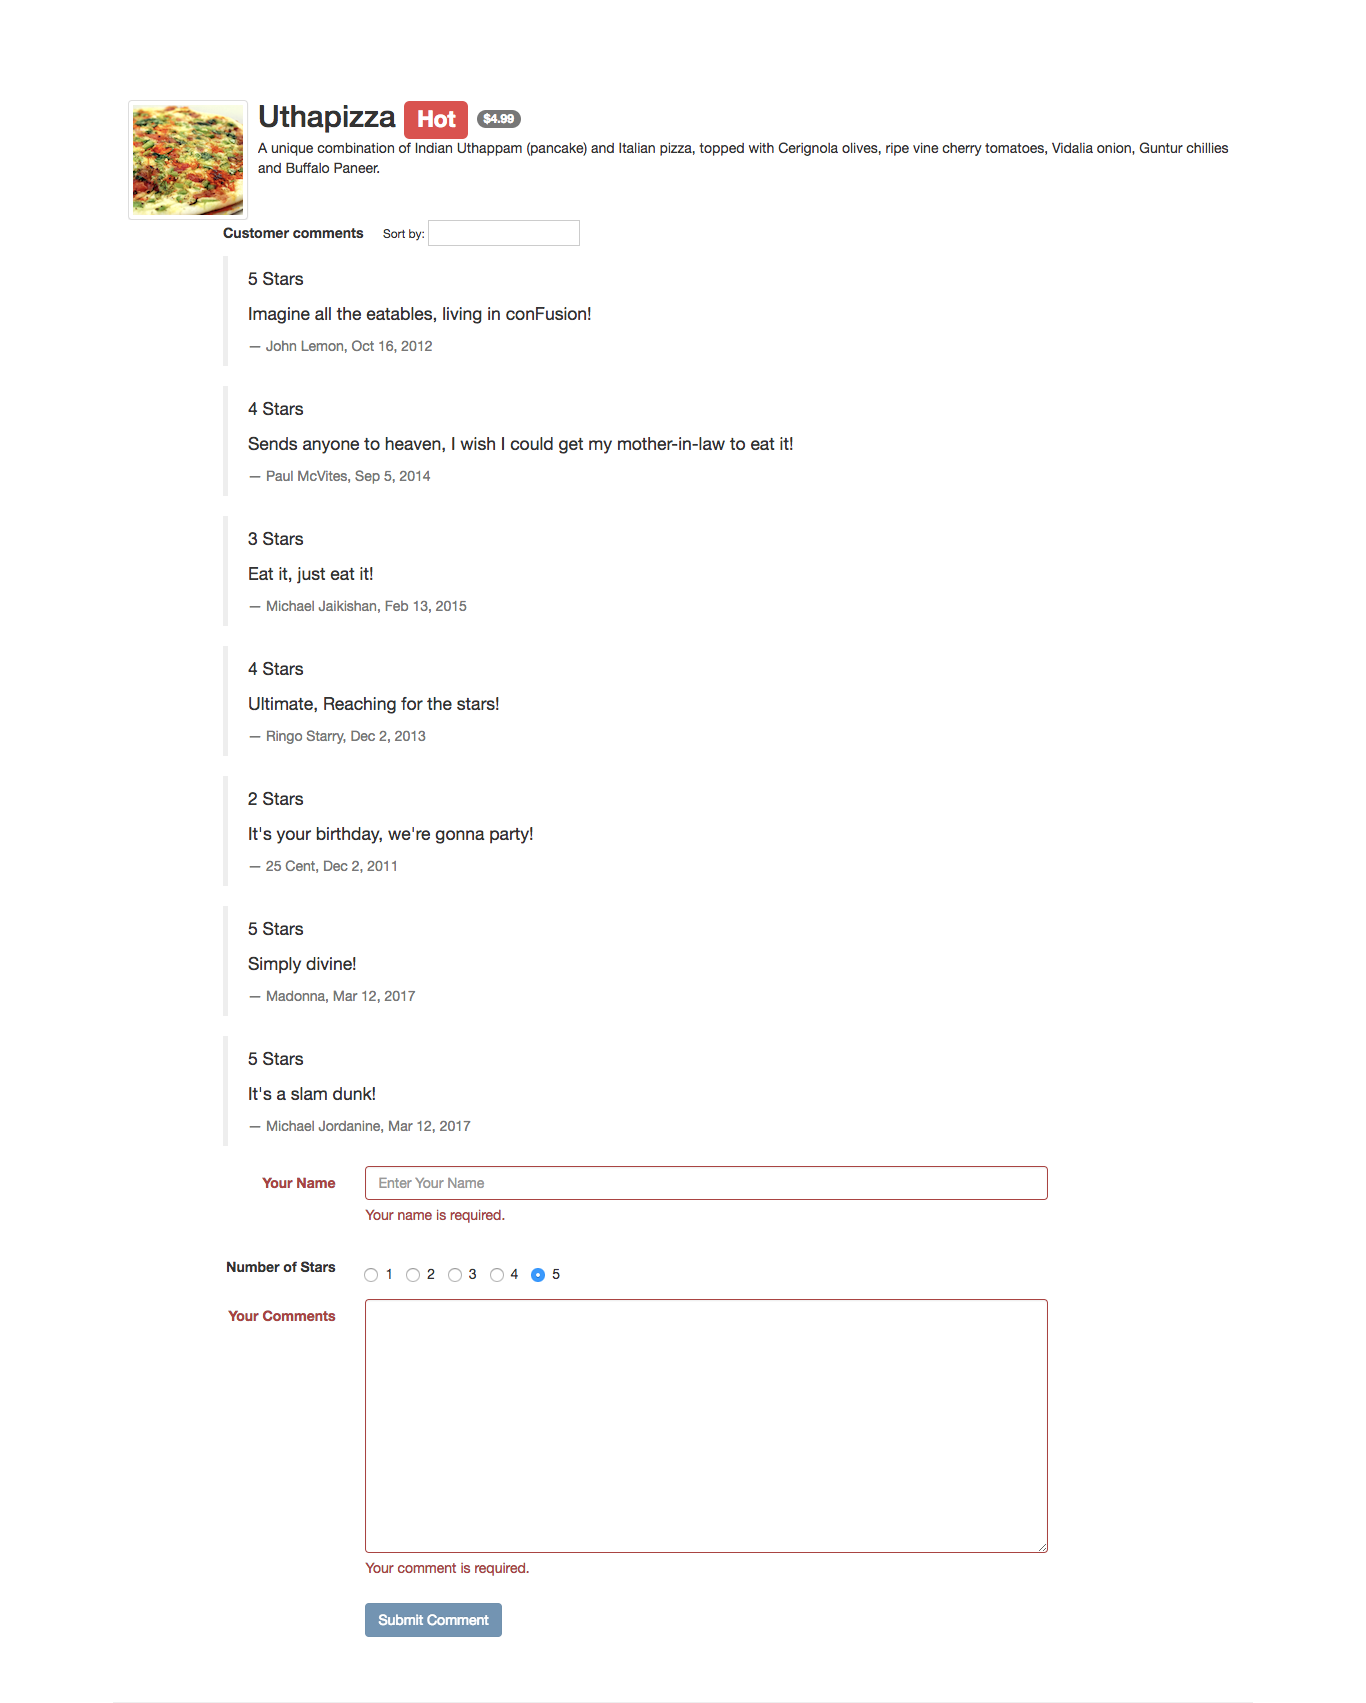 Uthapizza Hot $4.99
A unique combination of Indian Uthappam (pancake) and Italian pizza, topped with Cerignola olives, ripe vine cherry tomatoes, Vidalia onion, Guntur chillies
and Buffalo Paneer.
Customer comments Sort by:
5 Stars
Imagine all the eatables, living in conFusion!
— John Lemon, Oct 16, 2012
4 Stars
Sends anyone to heaven, I wish I could get my mother-in-law to eat it!
— Paul McVites, Sep 5, 2014
3 Stars
Eat it, just eat it!
— Michael Jaikishan, Feb 13, 2015
4 Stars
Ultimate, Reaching for the stars!
— Ringo Starry, Dec 2, 2013
2 Stars
It's your birthday, we're gonna party!
— 25 Cent, Dec 2, 2011
5 Stars
Simply divine!
— Madonna, Mar 12, 2017
5 Stars
It's a slam dunk!
— Michael Jordanine, Mar 12, 2017
Your Name Enter Your Name
Your name is required.
Number of Stars 1 2 3 4 5
Your Comments
Your comment is required.
Submit Comment